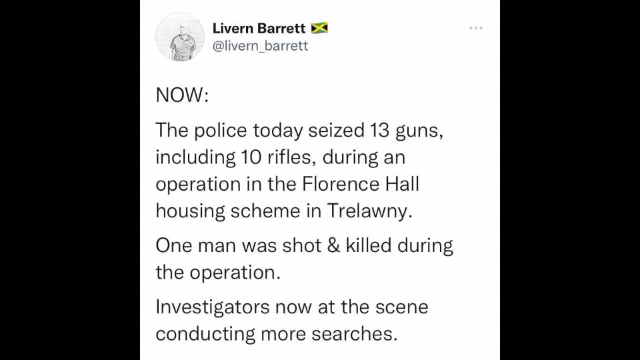 Livern Barrett 🇯🇲
@livern_barrett
NOW:
The police today seized 13 guns,
including 10 rifles, during an
operation in the Florence Hall
housing scheme in Trelawny.
One man was shot & killed during
the operation.
Investigators now at the scene
conducting more searches.